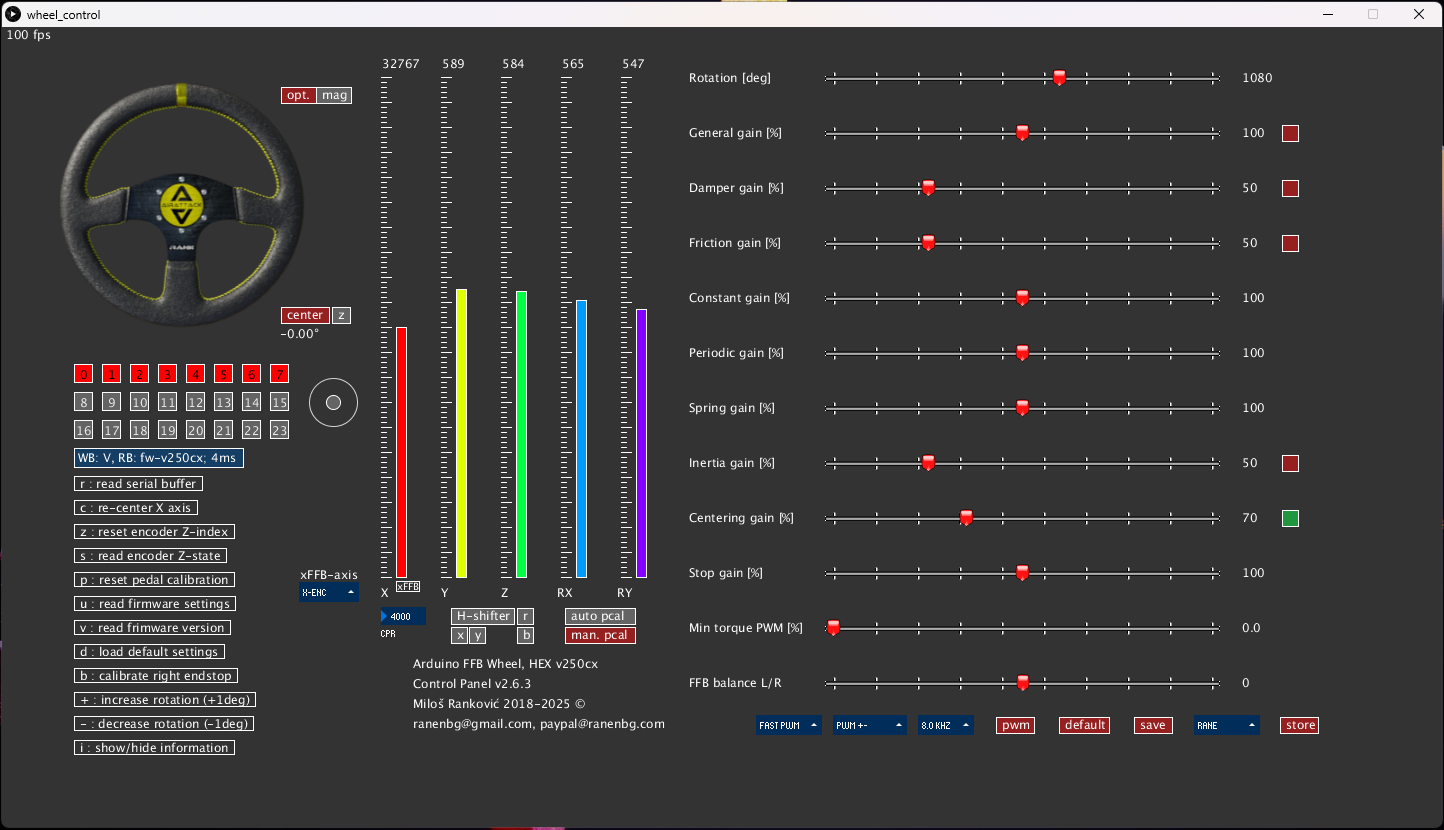 wheel_control
100 fps
opt. mag
AIRATTACK
RANE
center z
-0.00°
0 1 2 3 4 5 6 7
8 9 10 11 12 13 14 15
16 17 18 19 20 21 22 23
WB: V, RB: fw-v250cx; 4ms
r : read serial buffer
c : re-center X axis
z : reset encoder Z-index
s : read encoder Z-state
p : reset pedal calibration
u : read firmware settings
v : read frimware version
d : load default settings
b : calibrate right endstop
+ : increase rotation (+1deg)
- : decrease rotation (-1deg)
i : show/hide information
32767 589 584 565 547
xFFB-axis
X-ENC
xFFB
X Y Z RX RY
4000
CPR
H-shifter r
x y b
auto pcal
man. pcal
Arduino FFB Wheel, HEX v250cx
Control Panel v2.6.3
Miloš Ranković 2018-2025 ©
ranenbg@gmail.com, paypal@ranenbg.com
Rotation [deg] 1080
General gain [%] 100
Damper gain [%] 50
Friction gain [%] 50
Constant gain [%] 100
Periodic gain [%] 100
Spring gain [%] 100
Inertia gain [%] 50
Centering gain [%] 70
Stop gain [%] 100
Min torque PWM [%] 0.0
FFB balance L/R 0
FAST PWM PWM +- 8.0 KHZ pwm default save RANE store